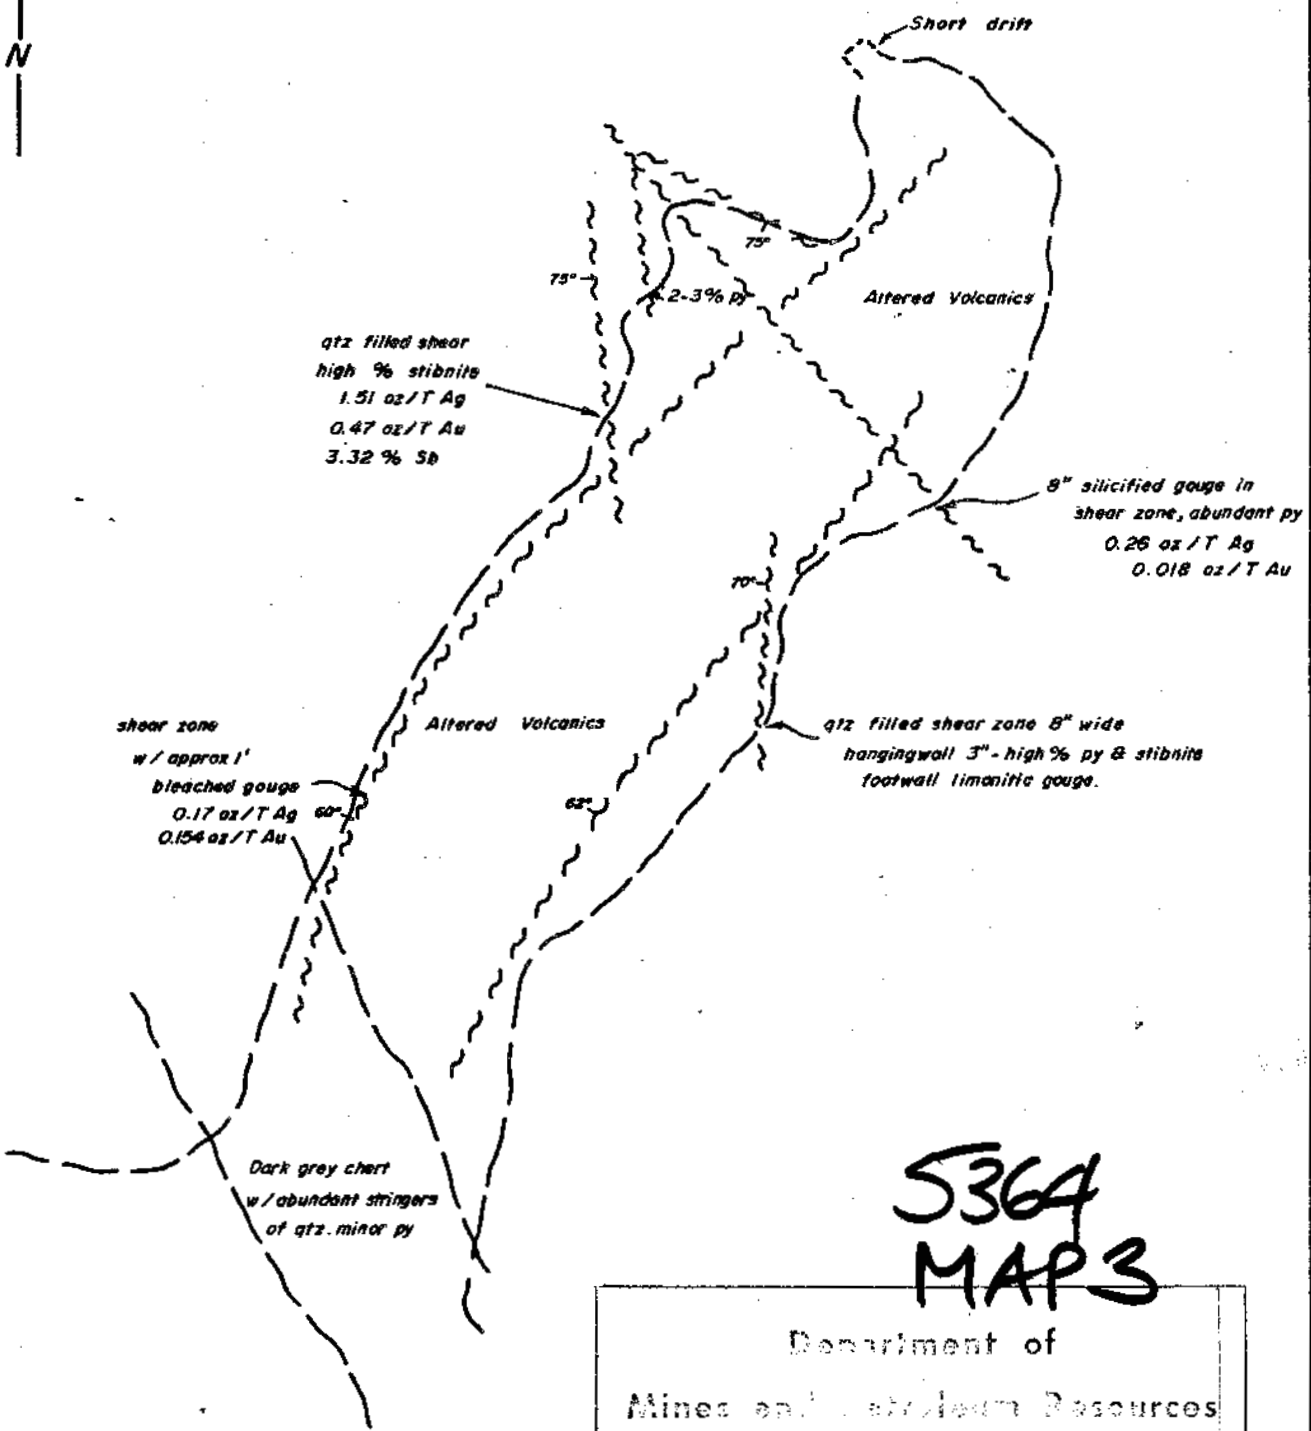 N
Short drift
75°
75°
2-3% py
Altered Volcanics
qtz filled shear
high % stibnite
1.51 oz/T Ag
0.47 oz/T Au
3.32 % Sb
8" silicified gouge in
shear zone, abundant py
0.26 oz/T Ag
0.018 oz/T Au
70°
shear zone
w/ approx 1'
bleached gouge
0.17 oz/T Ag
0.154 oz/T Au
60°
Altered Volcanics
qtz filled shear zone 8" wide
hangingwall 3" - high % py & stibnite
footwall limonitic gouge.
62°
Dark grey chert
w/ abundant stringers
of qtz. minor py
5364
MAP 3
Department of
Mines and Petroleum Resources